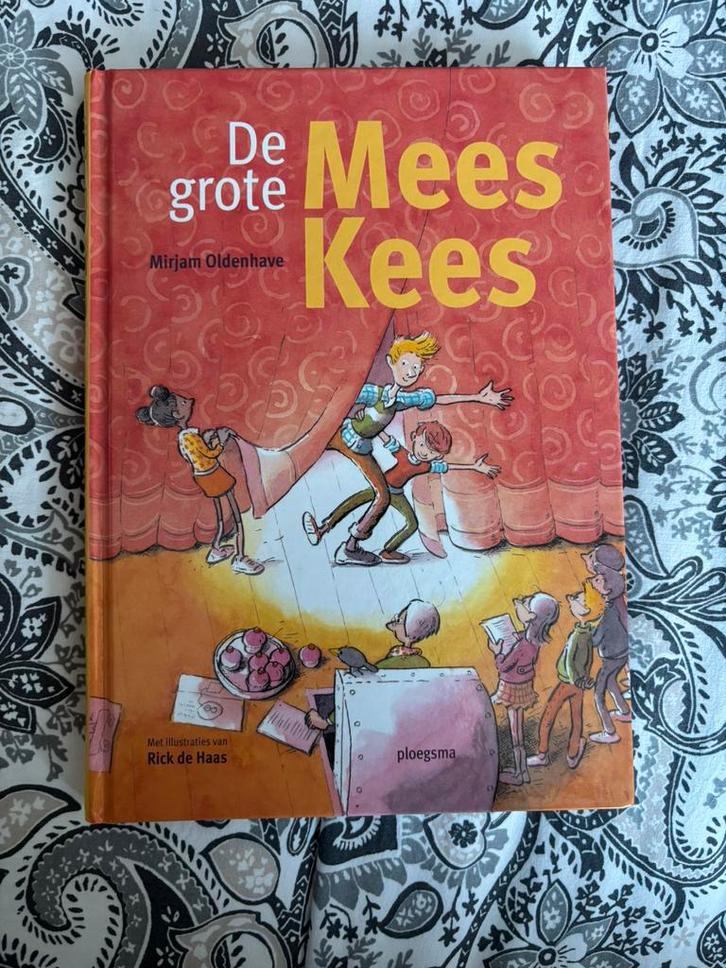 De
grote
Mees
Kees
Mirjam Oldenhave
Met illustraties van
Rick de Haas
ploegsma